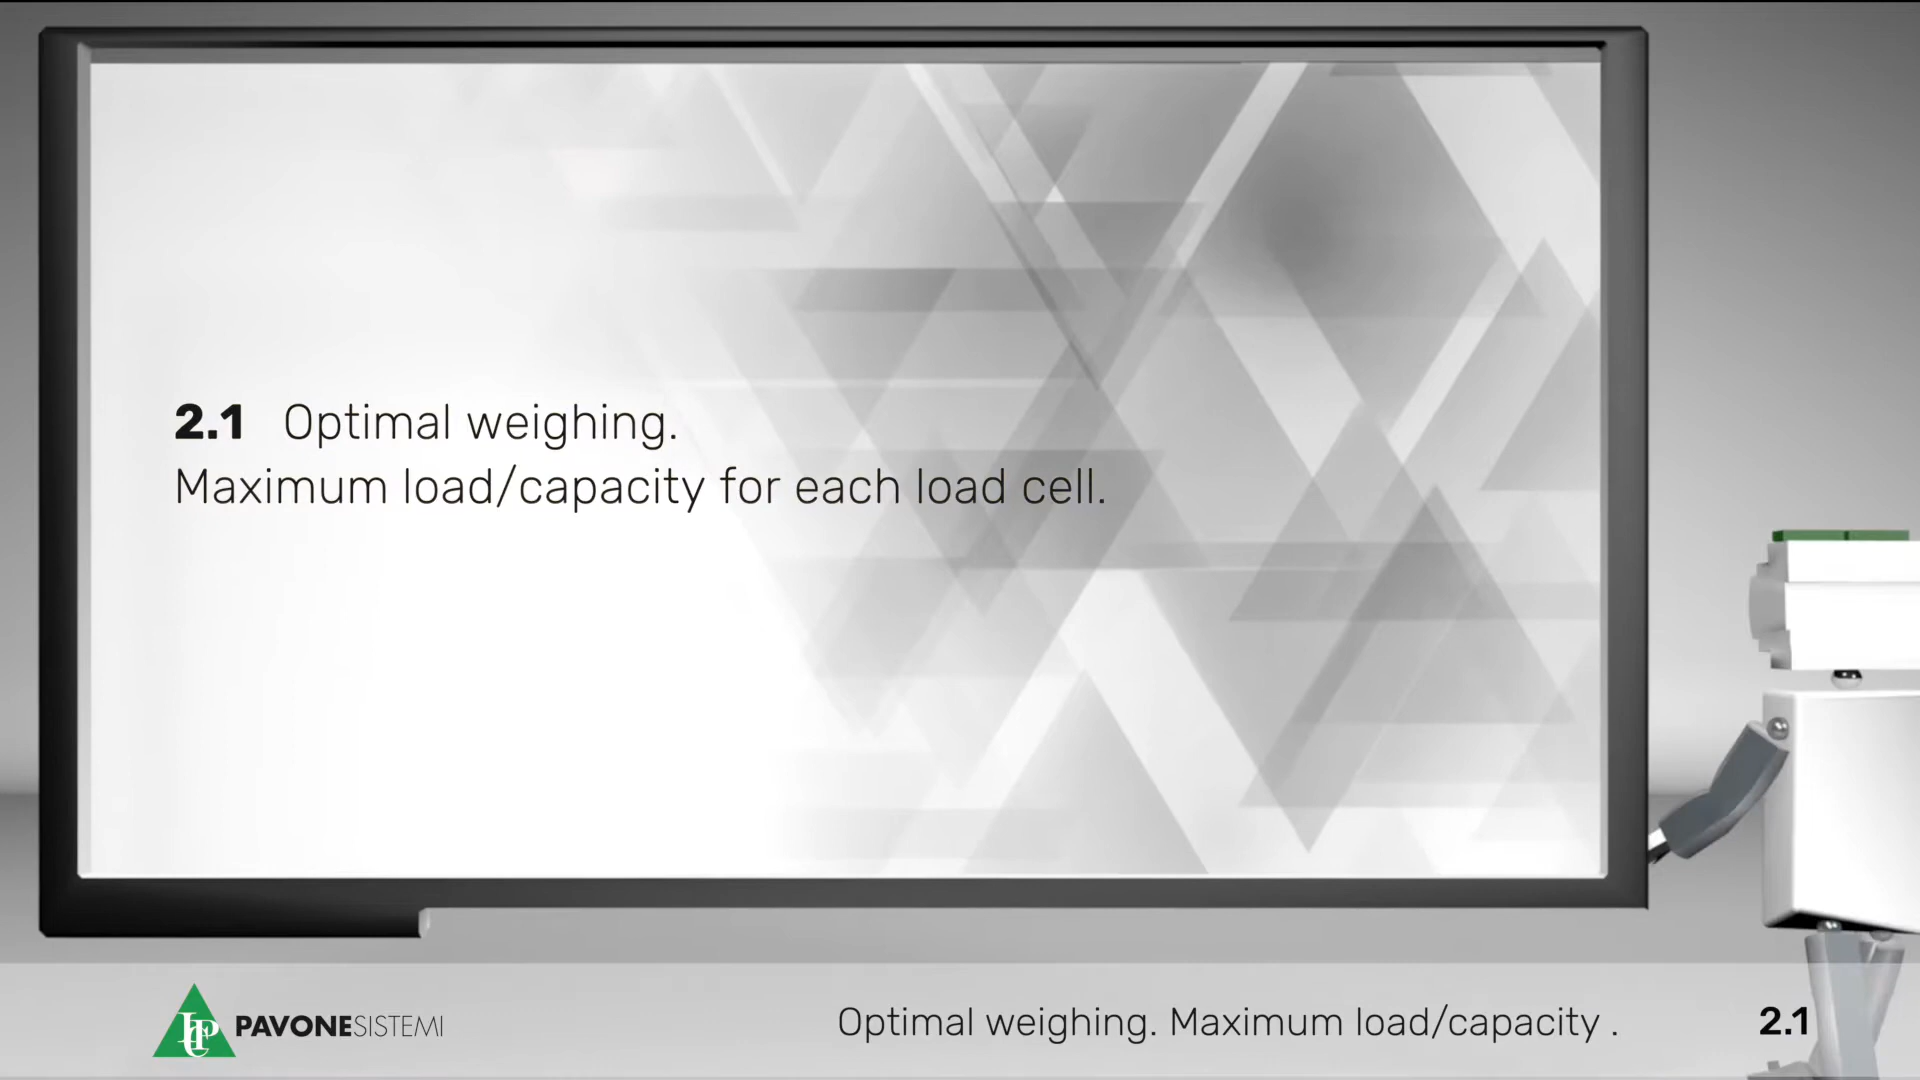 2.1 Optimal weighing.
Maximum load/capacity for each load cell.
PAVONESISTEMI
Optimal weighing. Maximum load/capacity .
2.1